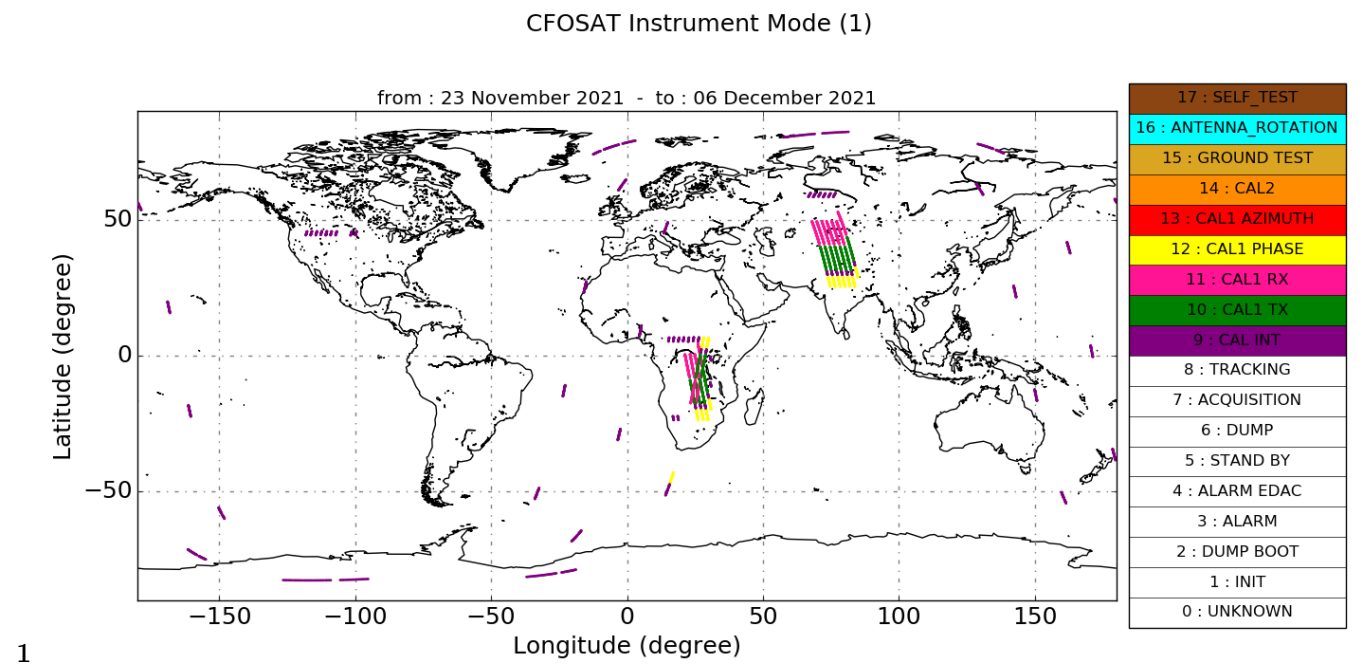 CFOSAT Instrument Mode (1)
from : 23 November 2021 - to : 06 December 2021
17 : SELF_TEST
16 : ANTENNA_ROTATION
15 : GROUND TEST
14 : CAL2
13 : CAL1 AZIMUTH
12 : CAL1 PHASE
11 : CAL1 RX
10 : CAL1 TX
9 : CAL INT
8 : TRACKING
7 : ACQUISITION
6 : DUMP
5 : STAND BY
4 : ALARM EDAC
3 : ALARM
2 : DUMP BOOT
1 : INIT
0 : UNKNOWN
Latitude (degree)
50
0
−50
−150 −100 −50 0 50 100 150
Longitude (degree)
1